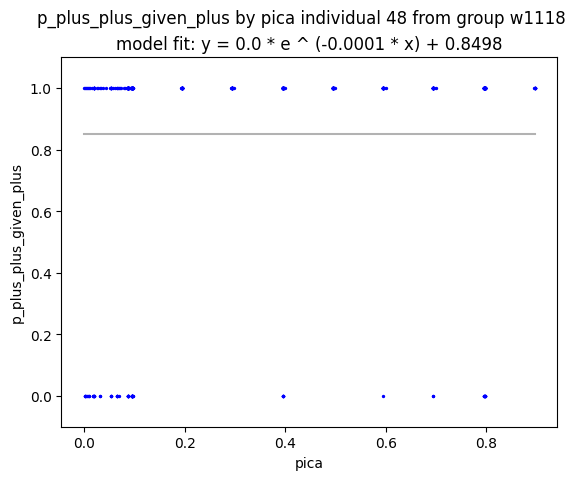 p_plus_plus_given_plus by pica individual 48 from group w1118
model fit: y = 0.0 * e ^ (-0.0001 * x) + 0.8498
p_plus_plus_given_plus
1.0
0.8
0.6
0.4
0.2
0.0
0.0 0.2 0.4 0.6 0.8
pica